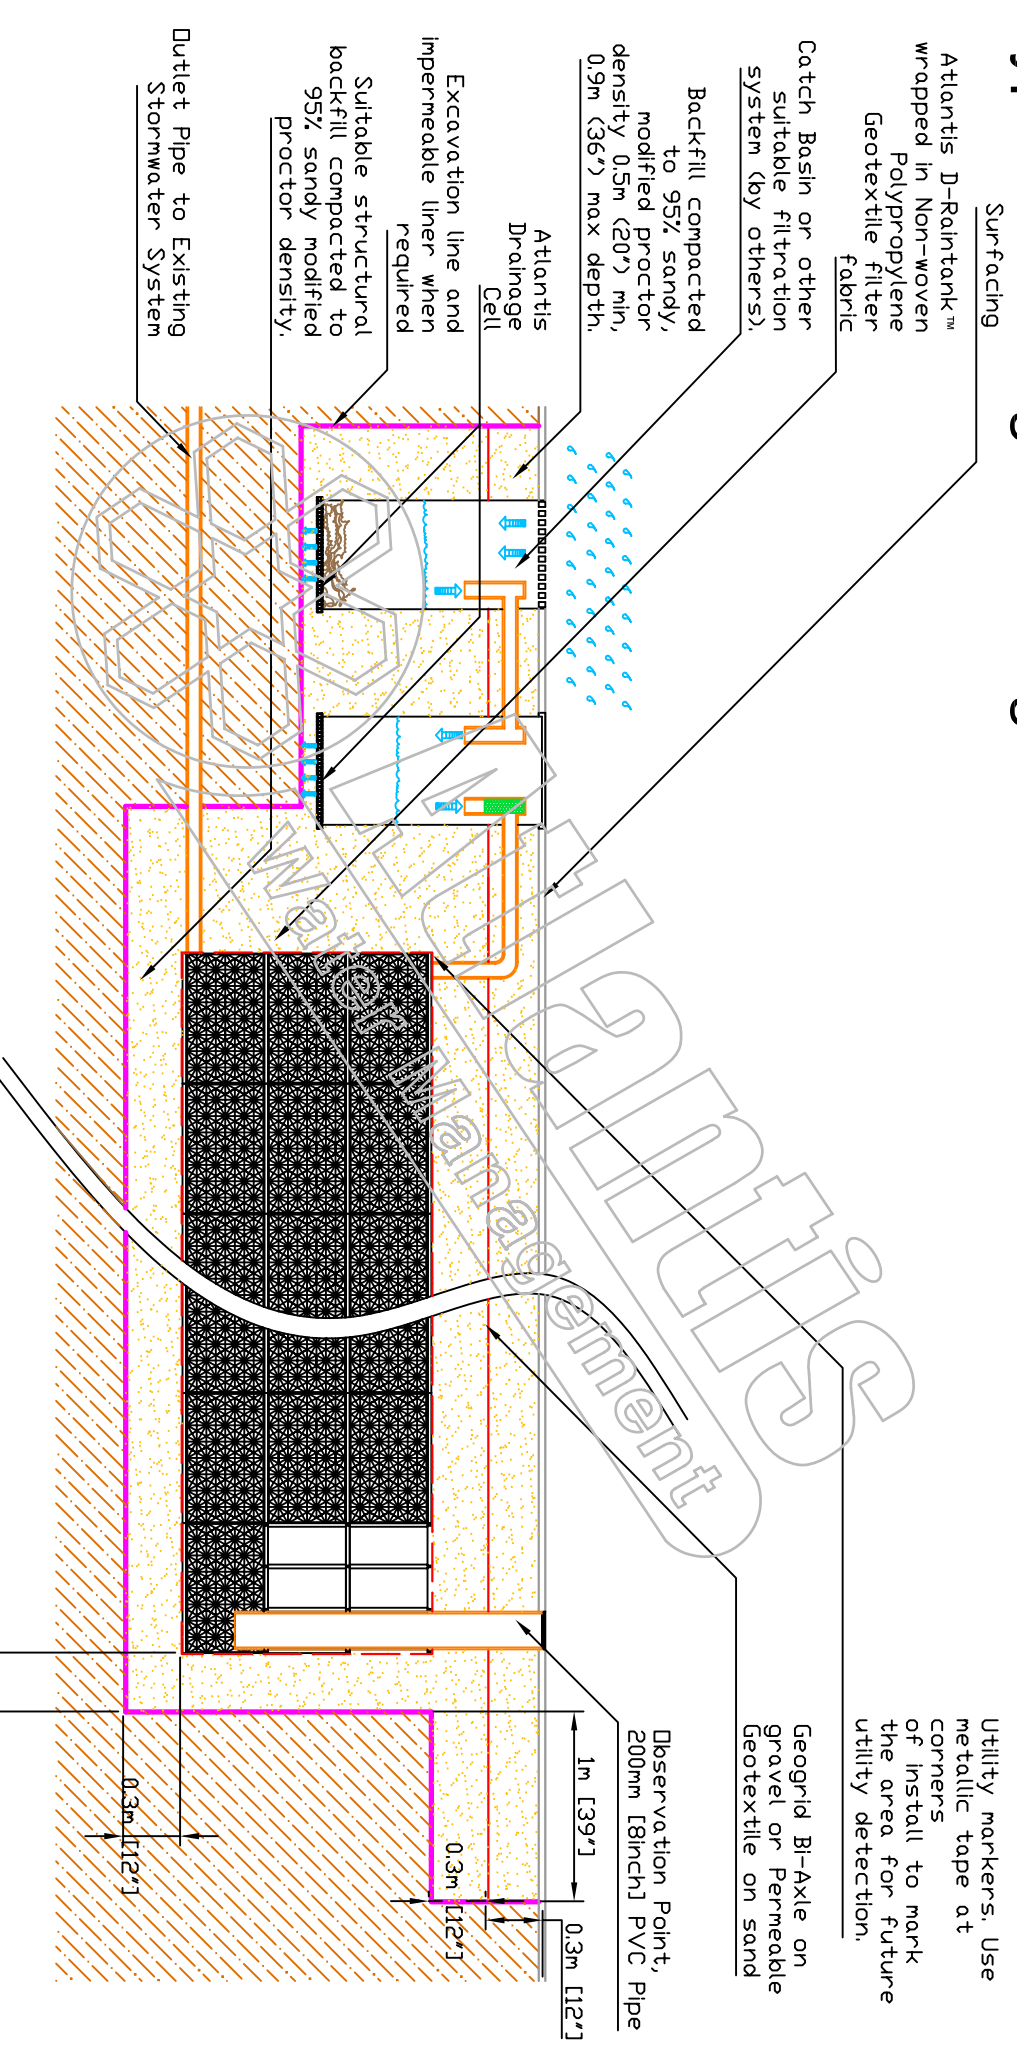 Surfacing
Atlantis D-Raintank™
wrapped in Non-woven
Polypropylene
Geotextile filter
fabric
Catch Basin or other
suitable filtration
system (by others).
Backfill compacted
to 95% sandy,
modified proctor
density 0.5m (20") min,
0.9m (36") max depth.
Atlantis
Drainage
Cell
Excavation line and
impermeable liner when
required
Suitable structural
backfill compacted to
95% sandy modified
proctor density.
Outlet Pipe to Existing
Stormwater System
Utility markers. Use
metallic tape at
corners
of install to mark
the area for future
utility detection.
Geogrid Bi-Axle on
gravel or Permeable
Geotextile on sand
Observation Point,
200mm [8inch] PVC Pipe
1m [39"]
0.3m [12"]
0.3m [12"]
0.3m [12"]
Atlantis
Water Management